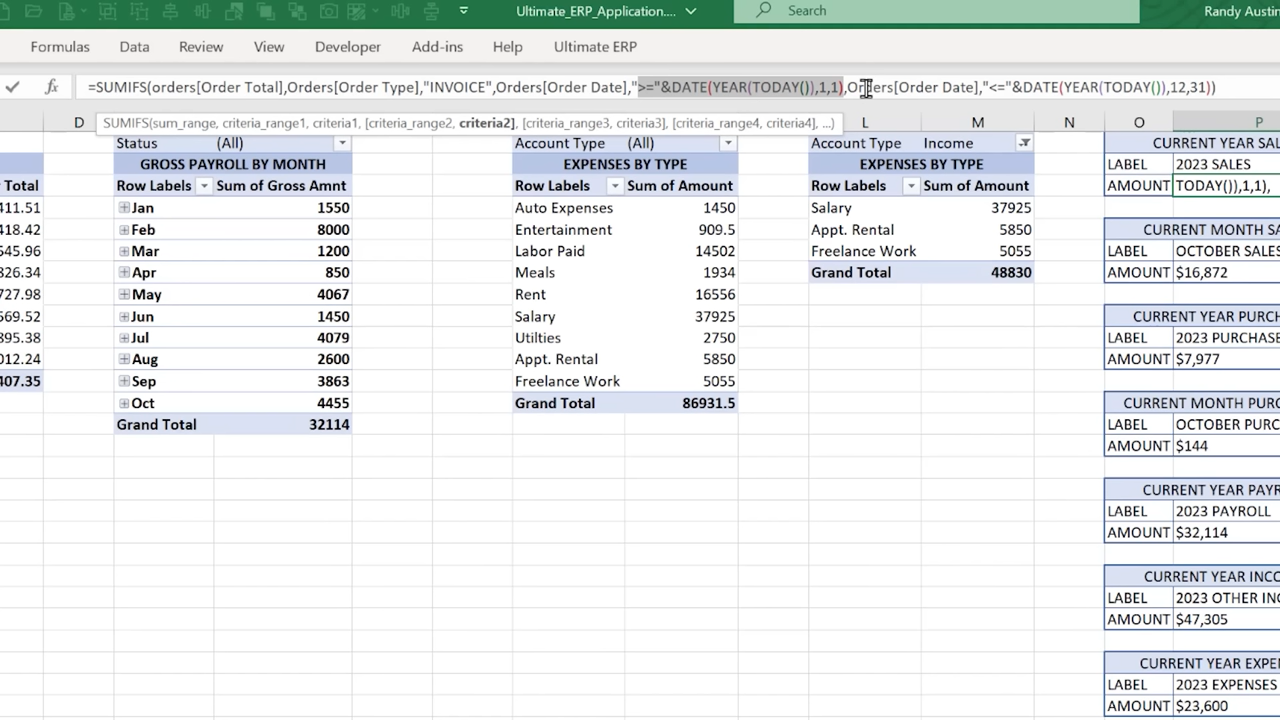 Ultimate_ERP_Application.... Search Randy Austin
Formulas Data Review View Developer Add-ins Help Ultimate ERP
fx =SUMIFS(orders[Order Total],Orders[Order Type],"INVOICE",Orders[Order Date],">="&DATE(YEAR(TODAY()),1,1),Orders[Order Date],"<="&DATE(YEAR(TODAY()),12,31))
SUMIFS(sum_range, criteria_range1, criteria1, [criteria_range2, criteria2], [criteria_range3, criteria3], [criteria_range4, criteria4], ...)
D L M N O P
Status (All) Account Type (All) Account Type Income CURRENT YEAR SAL
GROSS PAYROLL BY MONTH EXPENSES BY TYPE EXPENSES BY TYPE LABEL 2023 SALES
Total Row Labels Sum of Gross Amnt Row Labels Sum of Amount Row Labels Sum of Amount AMOUNT TODAY()),1,1),
411.51 Jan 1550 Auto Expenses 1450 Salary 37925
418.42 Feb 8000 Entertainment 909.5 Appt. Rental 5850 CURRENT MONTH SA
545.96 Mar 1200 Labor Paid 14502 Freelance Work 5055 LABEL OCTOBER SALES
826.34 Apr 850 Meals 1934 Grand Total 48830 AMOUNT $16,872
727.98 May 4067 Rent 16556
569.52 Jun 1450 Salary 37925 CURRENT YEAR PURCH
895.38 Jul 4079 Utilties 2750 LABEL 2023 PURCHASE
012.24 Aug 2600 Appt. Rental 5850 AMOUNT $7,977
407.35 Sep 3863 Freelance Work 5055
Oct 4455 Grand Total 86931.5 CURRENT MONTH PURC
Grand Total 32114 LABEL OCTOBER PURC
AMOUNT $144
CURRENT YEAR PAYR
LABEL 2023 PAYROLL
AMOUNT $32,114
CURRENT YEAR INCO
LABEL 2023 OTHER INC
AMOUNT $47,305
CURRENT YEAR EXPEN
LABEL 2023 EXPENSES
AMOUNT $23,600